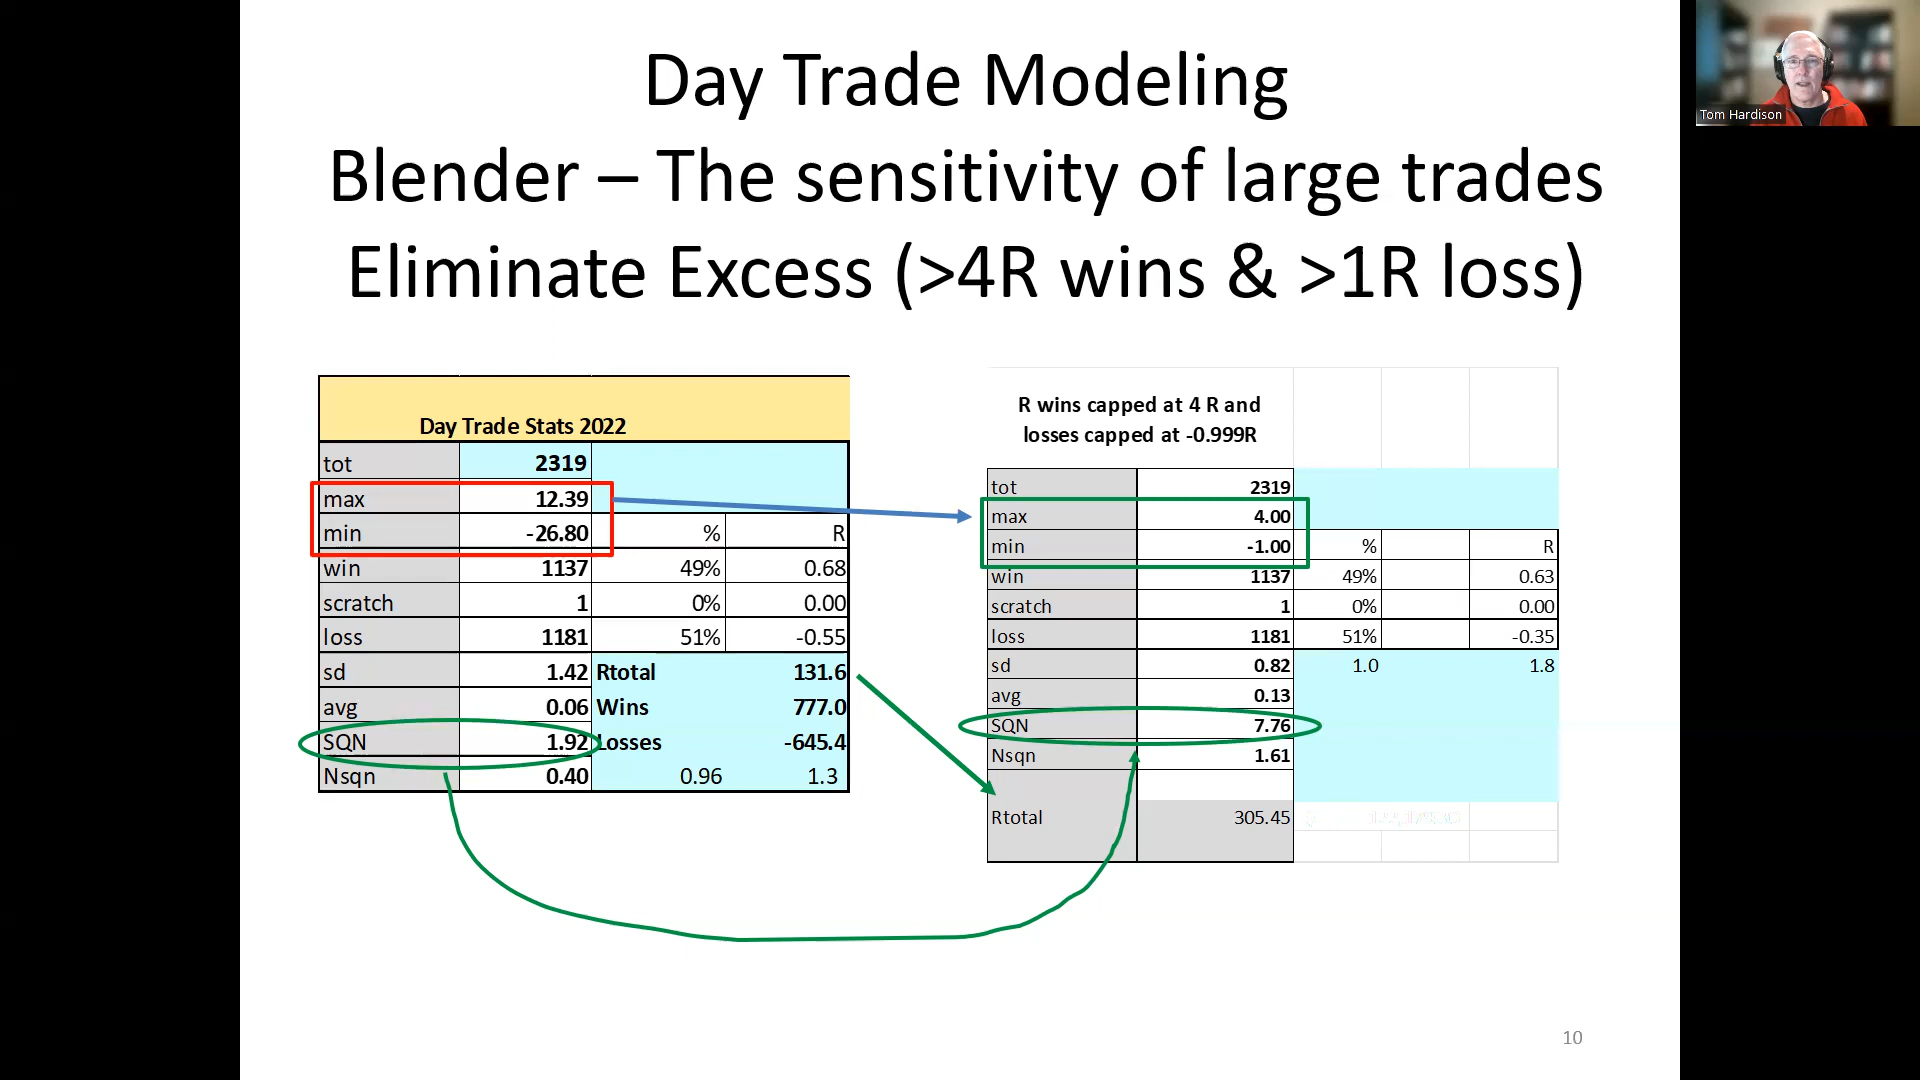 Day Trade Modeling
Blender – The sensitivity of large trades
Eliminate Excess (>4R wins & >1R loss)
Tom Hardison
Day Trade Stats 2022
tot 2319
max 12.39
min -26.80 % R
win 1137 49% 0.68
scratch 1 0% 0.00
loss 1181 51% -0.55
sd 1.42 Rtotal 131.6
avg 0.06 Wins 777.0
SQN 1.92 Losses -645.4
Nsqn 0.40 0.96 1.3
R wins capped at 4 R and
losses capped at -0.999R
tot 2319
max 4.00
min -1.00 % R
win 1137 49% 0.63
scratch 1 0% 0.00
loss 1181 51% -0.35
sd 0.82 1.0 1.8
avg 0.13
SQN 7.76
Nsqn 1.61
Rtotal 305.45
10